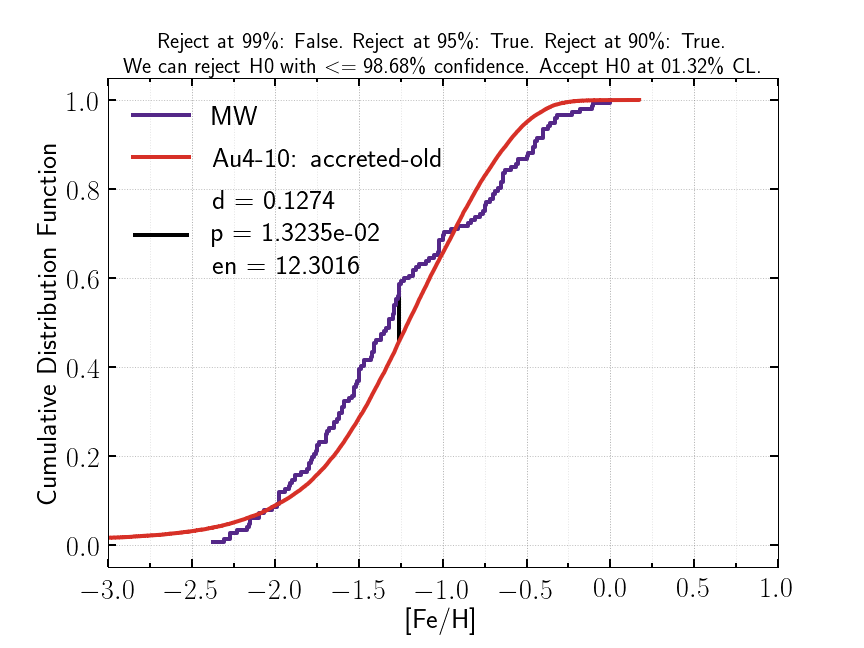 Reject at 99%: False. Reject at 95%: True. Reject at 90%: True.
We can reject H0 with <= 98.68% confidence. Accept H0 at 01.32% CL.
MW
Au4-10: accreted-old
d = 0.1274
p = 1.3235e-02
en = 12.3016
Cumulative Distribution Function
1.0
0.8
0.6
0.4
0.2
0.0
−3.0 −2.5 −2.0 −1.5 −1.0 −0.5 0.0 0.5 1.0
[Fe/H]